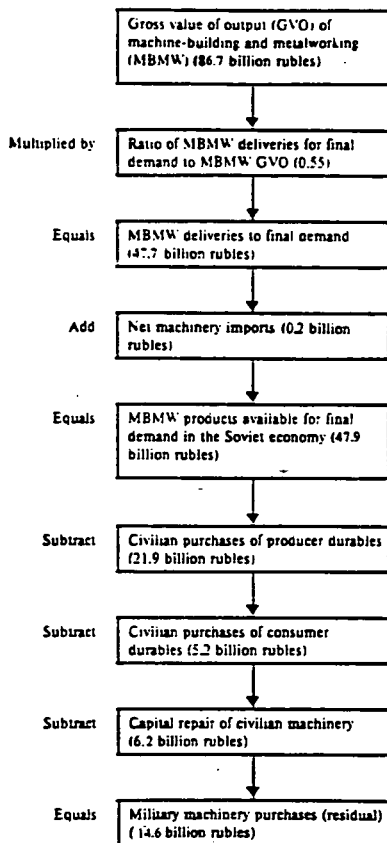 Gross value of output (GVO) of
machine-building and metalworking
(MBMW) (86.7 billion rubles)
Multiplied by
Ratio of MBMW deliveries for final
demand to MBMW GVO (0.55)
Equals
MBMW deliveries to final demand
(47.7 billion rubles)
Add
Net machinery imports (0.2 billion
rubles)
Equals
MBMW products available for final
demand in the Soviet economy (47.9
billion rubles)
Subtract
Civilian purchases of producer durables
(21.9 billion rubles)
Subtract
Civilian purchases of consumer
durables (5.2 billion rubles)
Subtract
Capital repair of civilian machinery
(6.2 billion rubles)
Equals
Military machinery purchases (residual)
(14.6 billion rubles)